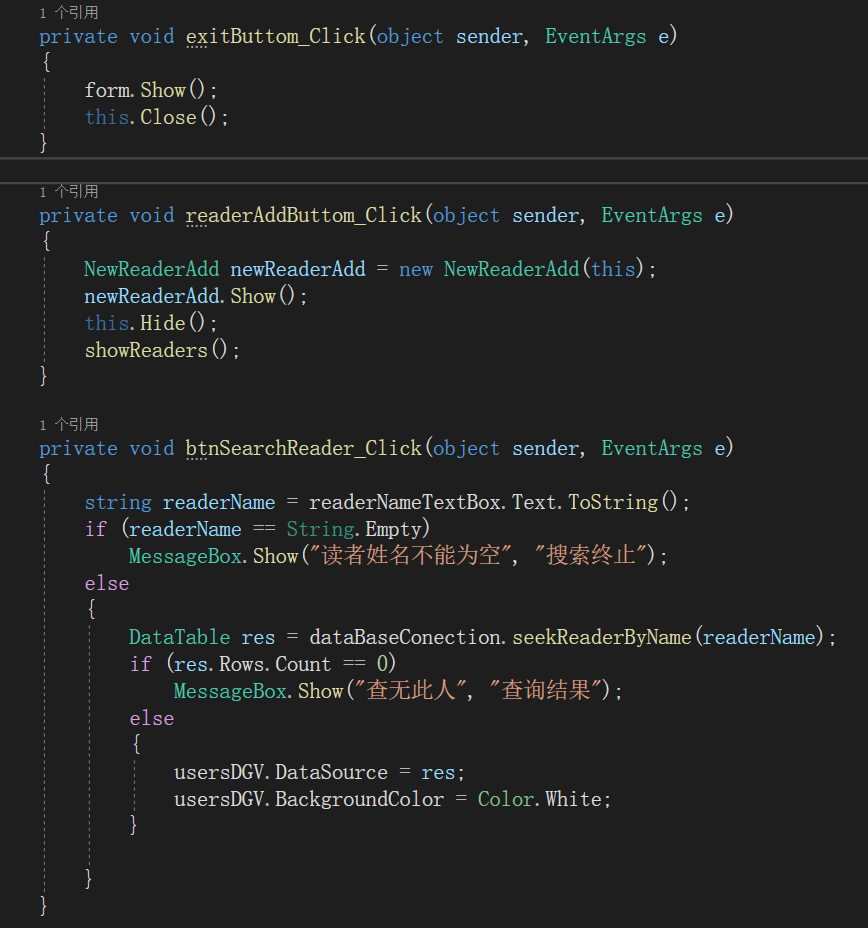 1 个引用
private void exitButtom_Click(object sender, EventArgs e)
{
form.Show();
this.Close();
}
1 个引用
private void readerAddButtom_Click(object sender, EventArgs e)
{
NewReaderAdd newReaderAdd = new NewReaderAdd(this);
newReaderAdd.Show();
this.Hide();
showReaders();
}
1 个引用
private void btnSearchReader_Click(object sender, EventArgs e)
{
string readerName = readerNameTextBox.Text.ToString();
if (readerName == String.Empty)
MessageBox.Show("读者姓名不能为空", "搜索终止");
else
{
DataTable res = dataBaseConection.seekReaderByName(readerName);
if (res.Rows.Count == 0)
MessageBox.Show("查无此人", "查询结果");
else
{
usersDGV.DataSource = res;
usersDGV.BackgroundColor = Color.White;
}
}
}